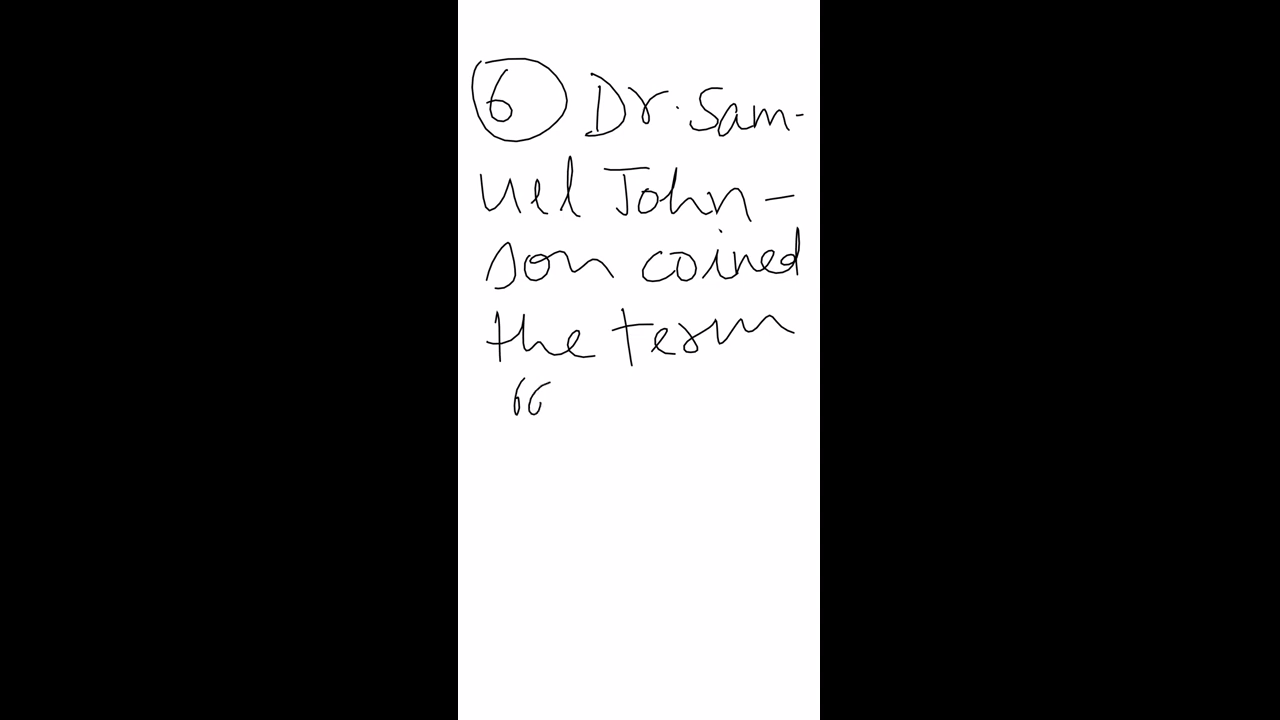 6 Dr. Sam-
uel John-
son coined
the term
“